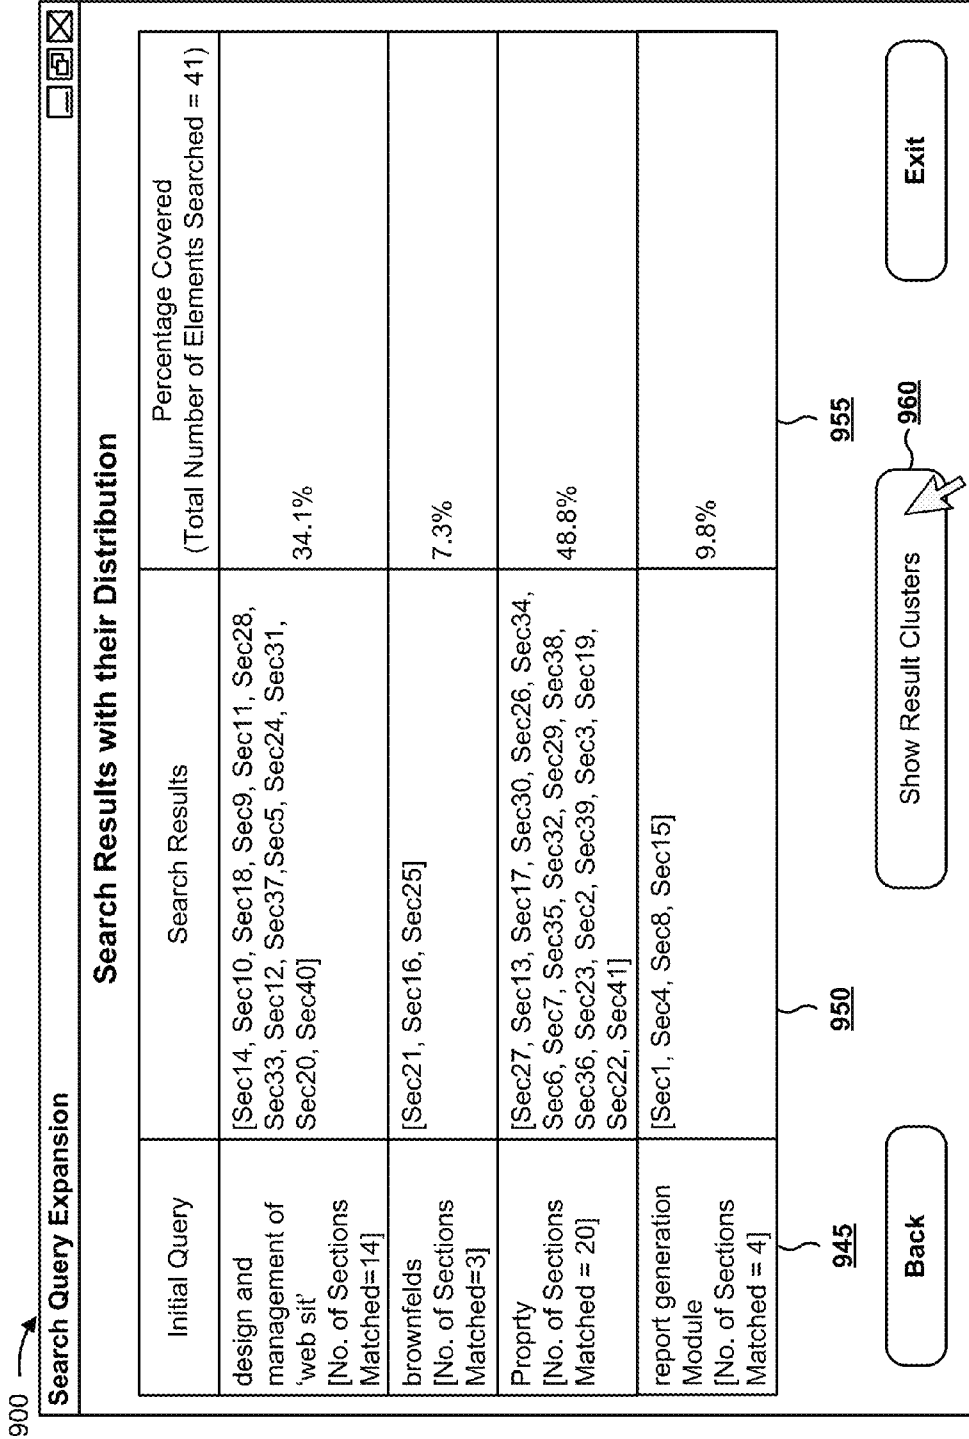 900
Search Query Expansion
Search Results with their Distribution
Initial Query
Search Results
Percentage Covered
(Total Number of Elements Searched = 41)
design and
management of
‘web sit’
[No. of Sections
Matched=14]
[Sec14, Sec10, Sec18, Sec9, Sec11, Sec28,
Sec33, Sec12, Sec37,Sec5, Sec24, Sec31,
Sec20, Sec40]
34.1%
brownfelds
[No. of Sections
Matched=3]
[Sec21, Sec16, Sec25]
7.3%
Proprty
[No. of Sections
Matched = 20]
[Sec27, Sec13, Sec17, Sec30, Sec26, Sec34,
Sec6, Sec7, Sec35, Sec32, Sec29, Sec38,
Sec36, Sec23, Sec2, Sec39, Sec3, Sec19,
Sec22, Sec41]
48.8%
report generation
Module
[No. of Sections
Matched = 4]
[Sec1, Sec4, Sec8, Sec15]
9.8%
945
950
955
960
Back
Show Result Clusters
Exit